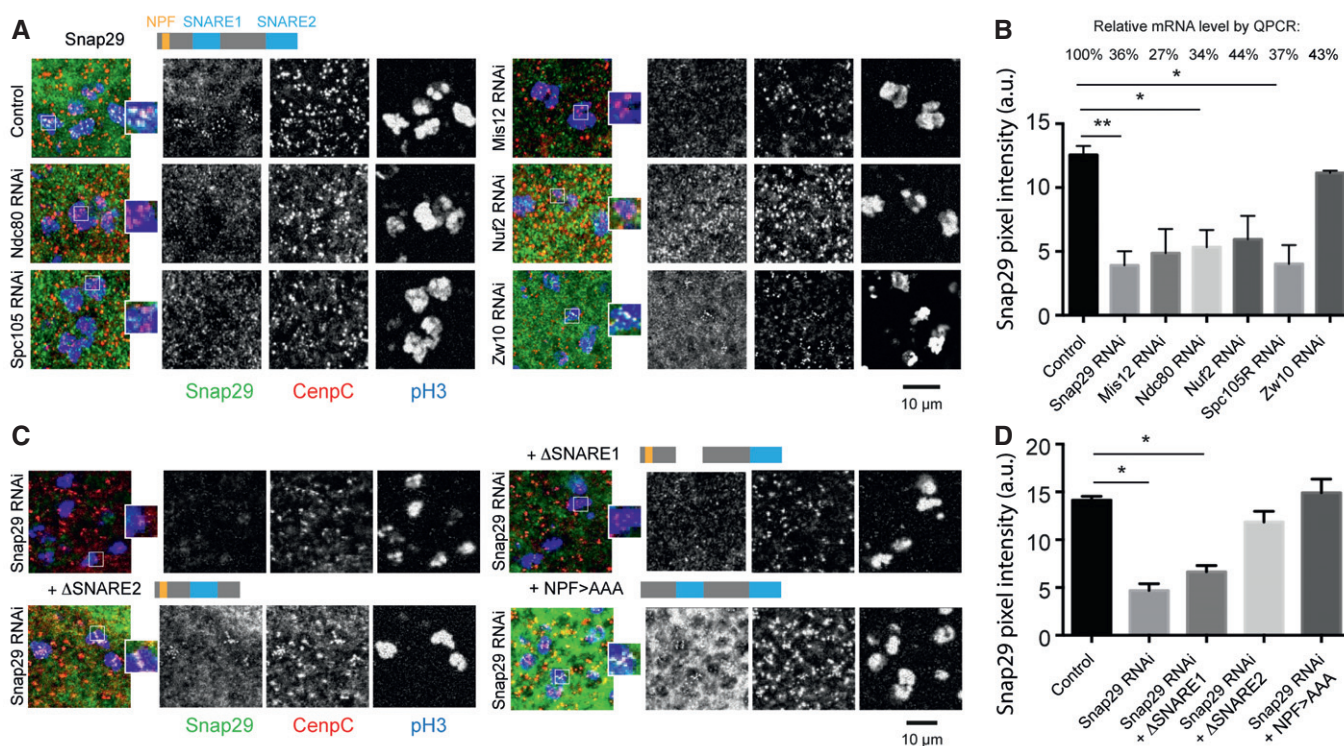 A
Snap29
NPF SNARE1 SNARE2
Control
Ndc80 RNAi
Spc105 RNAi
Mis12 RNAi
Nuf2 RNAi
Zw10 RNAi
Snap29 CenpC pH3
10 µm
B
Relative mRNA level by QPCR:
100% 36% 27% 34% 44% 37% 43%
*
*
**
Snap29 pixel intensity (a.u.)
15
10
5
0
Control
Snap29 RNAi
Mis12 RNAi
Ndc80 RNAi
Nuf2 RNAi
Spc105R RNAi
Zw10 RNAi
C
Snap29 RNAi
+ ΔSNARE2
Snap29 RNAi
+ ΔSNARE1
Snap29 RNAi
+ NPF>AAA
Snap29 RNAi
Snap29 CenpC pH3
10 µm
D
*
*
Snap29 pixel intensity (a.u.)
20
15
10
5
0
Control
Snap29 RNAi
Snap29 RNAi
+ ΔSNARE1
Snap29 RNAi
+ ΔSNARE2
Snap29 RNAi
+ NPF>AAA